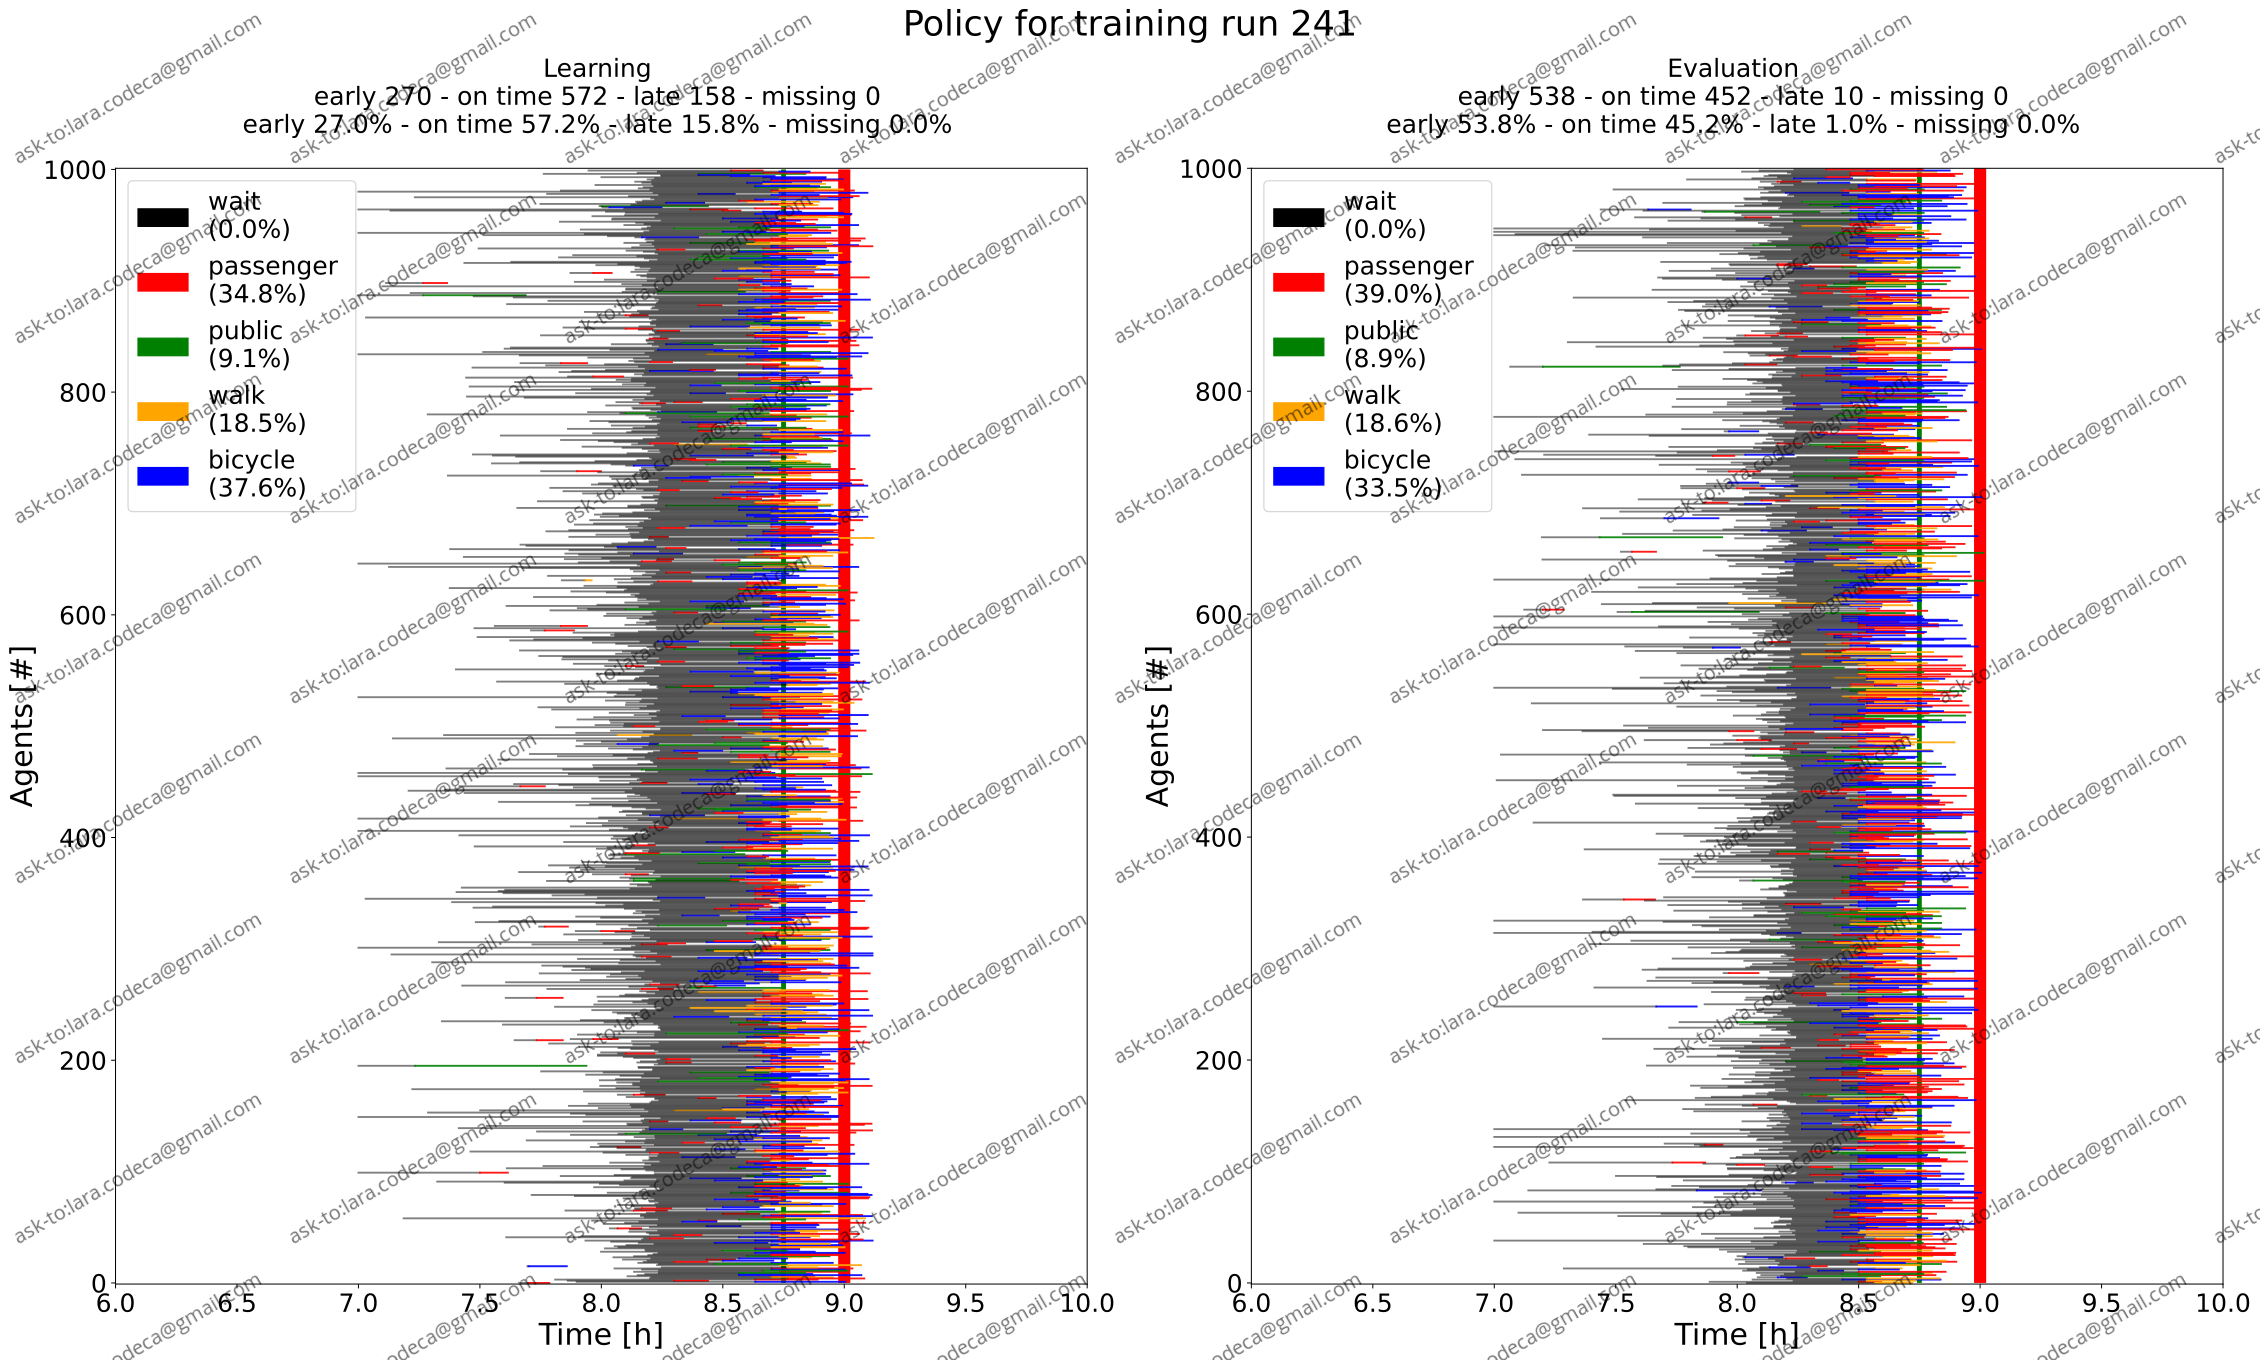 Policy for training run 241
Learning
early 270 - on time 572 - late 158 - missing 0
early 27.0% - on time 57.2% - late 15.8% - missing 0.0%
wait
(0.0%)
passenger
(34.8%)
public
(9.1%)
walk
(18.5%)
bicycle
(37.6%)
Agents [#]
1000
800
600
400
200
0
6.0 6.5 7.0 7.5 8.0 8.5 9.0 9.5 10.0
Time [h]
Evaluation
early 538 - on time 452 - late 10 - missing 0
early 53.8% - on time 45.2% - late 1.0% - missing 0.0%
wait
(0.0%)
passenger
(39.0%)
public
(8.9%)
walk
(18.6%)
bicycle
(33.5%)
Agents [#]
1000
800
600
400
200
0
6.0 6.5 7.0 7.5 8.0 8.5 9.0 9.5 10.0
Time [h]
ask-to:lara.codeca@gmail.com